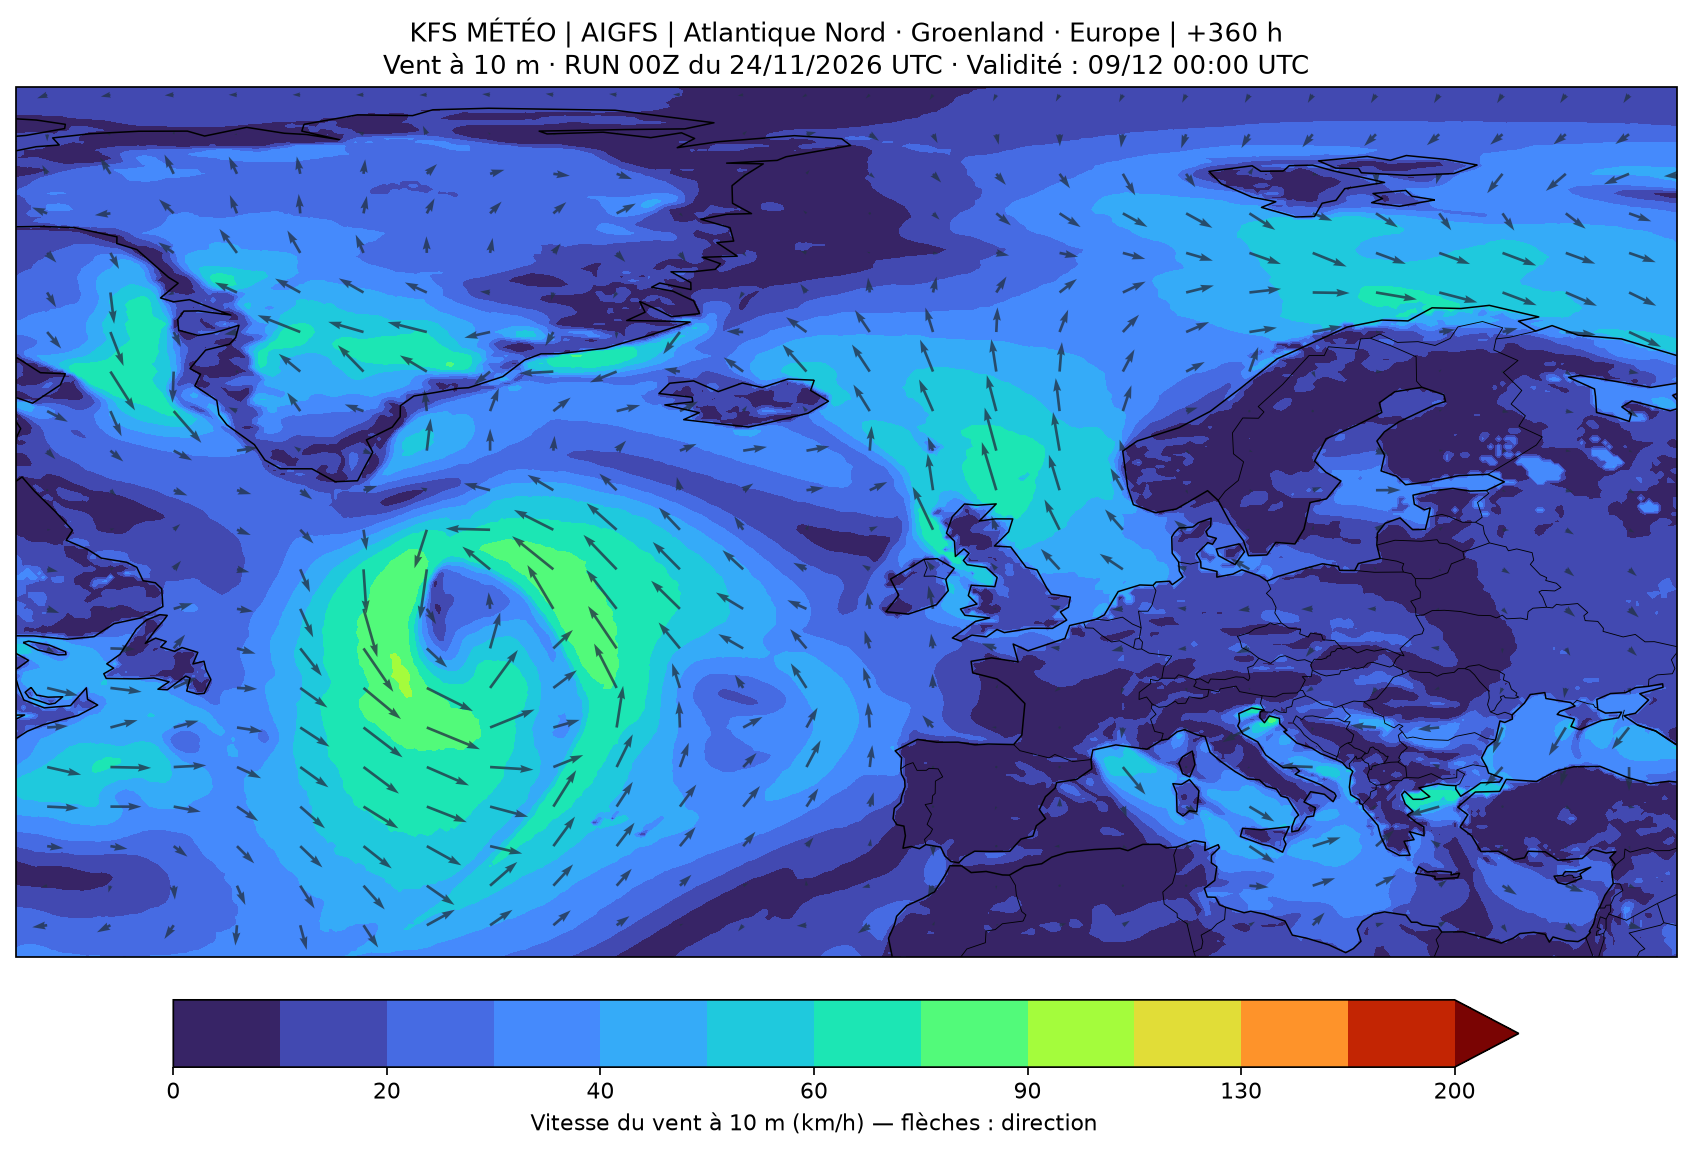 KFS MÉTÉO | AIGFS | Atlantique Nord · Groenland · Europe | +360 h
Vent à 10 m · RUN 00Z du 24/11/2026 UTC · Validité : 09/12 00:00 UTC
0 20 40 60 90 130 200
Vitesse du vent à 10 m (km/h) — flèches : direction